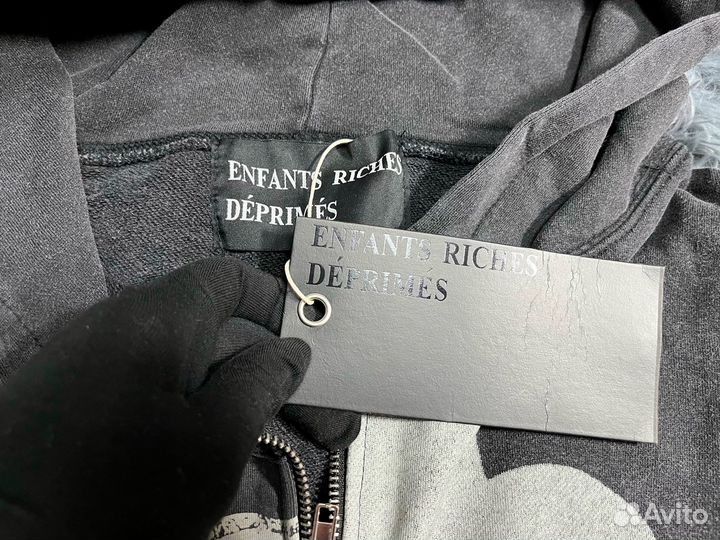 ENFANTS RICHES
DÉPRIMÉS
ENFANTS RICHES
DÉPRIMÉS
Avito